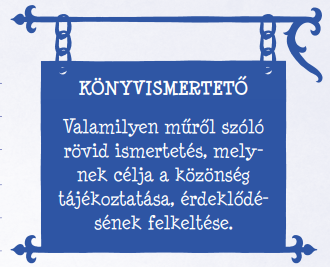 KÖNYVISMERTETŐ
Valamilyen műről szóló
rövid ismertetés, mely-
nek célja a közönség
tájékoztatása, érdeklődé-
sének felkeltése.